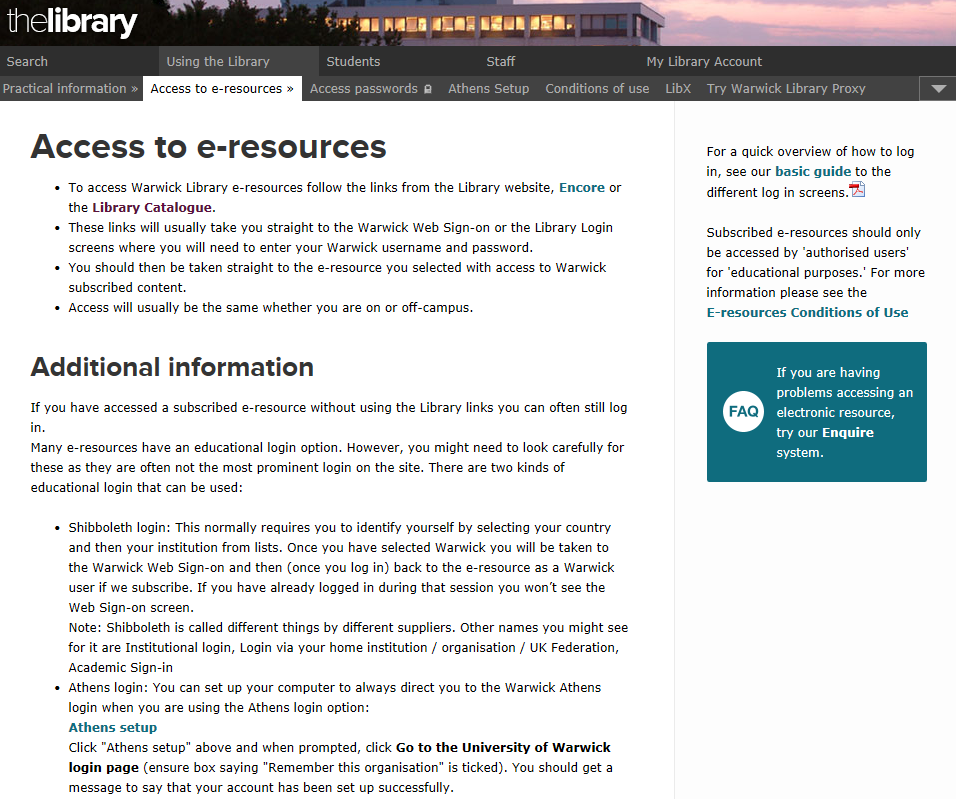 thelibrary
Search Using the Library Students Staff My Library Account
Practical information » Access to e-resources » Access passwords Athens Setup Conditions of use LibX Try Warwick Library Proxy
Access to e-resources
• To access Warwick Library e-resources follow the links from the Library website, Encore or
the Library Catalogue.
• These links will usually take you straight to the Warwick Web Sign-on or the Library Login
screens where you will need to enter your Warwick username and password.
• You should then be taken straight to the e-resource you selected with access to Warwick
subscribed content.
• Access will usually be the same whether you are on or off-campus.
Additional information
If you have accessed a subscribed e-resource without using the Library links you can often still log
in.
Many e-resources have an educational login option. However, you might need to look carefully for
these as they are often not the most prominent login on the site. There are two kinds of
educational login that can be used:
• Shibboleth login: This normally requires you to identify yourself by selecting your country
and then your institution from lists. Once you have selected Warwick you will be taken to
the Warwick Web Sign-on and then (once you log in) back to the e-resource as a Warwick
user if we subscribe. If you have already logged in during that session you won't see the
Web Sign-on screen.
Note: Shibboleth is called different things by different suppliers. Other names you might see
for it are Institutional login, Login via your home institution / organisation / UK Federation,
Academic Sign-in
• Athens login: You can set up your computer to always direct you to the Warwick Athens
login when you are using the Athens login option:
Athens setup
Click "Athens setup" above and when prompted, click Go to the University of Warwick
login page (ensure box saying "Remember this organisation" is ticked). You should get a
message to say that your account has been set up successfully.
For a quick overview of how to log
in, see our basic guide to the
different log in screens.
Subscribed e-resources should only
be accessed by 'authorised users'
for 'educational purposes.' For more
information please see the
E-resources Conditions of Use
FAQ
If you are having
problems accessing an
electronic resource,
try our Enquire
system.